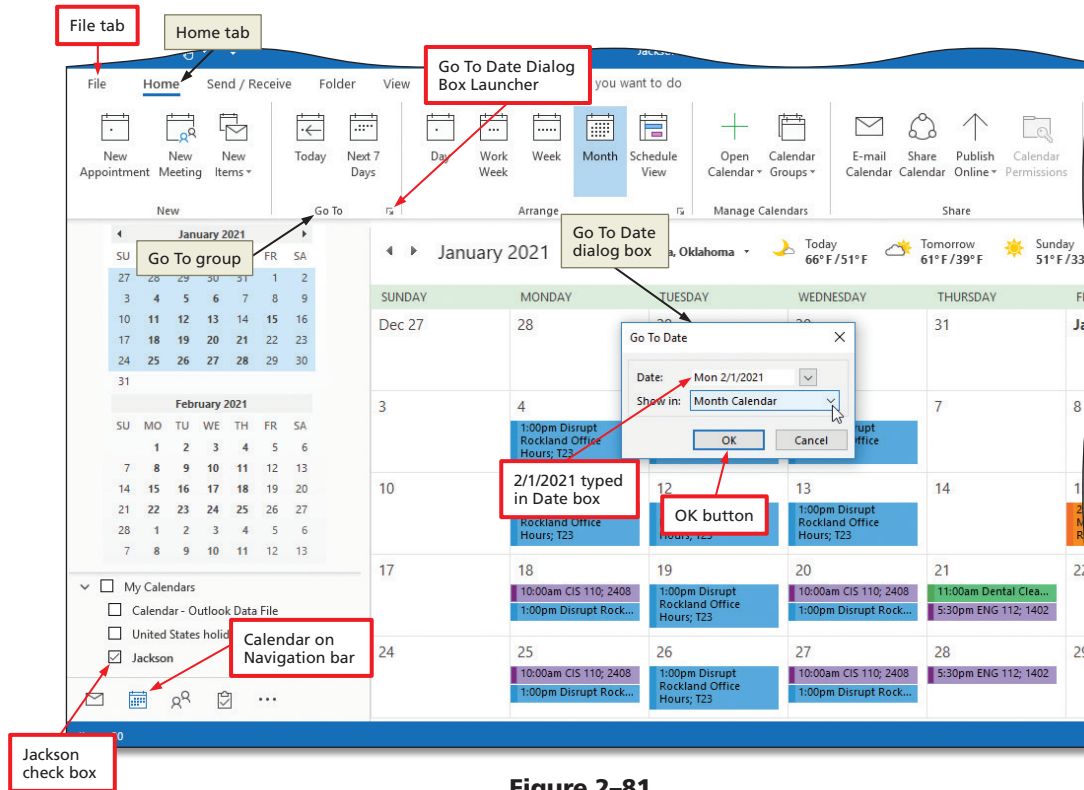 File tab
Home tab
Go To Date Dialog
Box Launcher
File Home Send / Receive Folder View you want to do
New
Appointment
New
Meeting
New
Items
Today
Next 7
Days
Day
Work
Week
Week
Month
Schedule
View
Open
Calendar
Calendar
Groups
E-mail
Calendar
Share
Calendar
Publish
Online
Calendar
Permissions
New
Go To
Arrange
Manage Calendars
Share
January 2021
SU FR SA
27 28 29 30 31 1 2
3 4 5 6 7 8 9
10 11 12 13 14 15 16
17 18 19 20 21 22 23
24 25 26 27 28 29 30
31
Go To group
February 2021
SU MO TU WE TH FR SA
1 2 3 4 5 6
7 8 9 10 11 12 13
14 15 16 17 18 19 20
21 22 23 24 25 26 27
28 1 2 3 4 5 6
7 8 9 10 11 12 13
My Calendars
Calendar - Outlook Data File
United States
Jackson
Calendar on
Navigation bar
Jackson
check box
January 2021
Go To Date
dialog box
Oklahoma
Today
66°F/51°F
Tomorrow
61°F/39°F
Sunday
51°F/33
SUNDAY MONDAY TUESDAY WEDNESDAY THURSDAY
Dec 27 28 31
Go To Date
Date: Mon 2/1/2021
Show in: Month Calendar
OK Cancel
2/1/2021 typed
in Date box
OK button
3 4 7 8
1:00pm Disrupt
Rockland Office
Hours; T23
10 12 13 14
Rockland Office
Hours; T23
1:00pm Disrupt
Rockland Office
Hours; T23
17 18 19 20 21
10:00am CIS 110; 2408
1:00pm Disrupt Rock...
1:00pm Disrupt
Rockland Office
Hours; T23
10:00am CIS 110; 2408
1:00pm Disrupt Rock...
11:00am Dental Clea...
5:30pm ENG 112; 1402
24 25 26 27 28
10:00am CIS 110; 2408
1:00pm Disrupt Rock...
1:00pm Disrupt
Rockland Office
Hours; T23
10:00am CIS 110; 2408
1:00pm Disrupt Rock...
5:30pm ENG 112; 1402
Figure 2–81